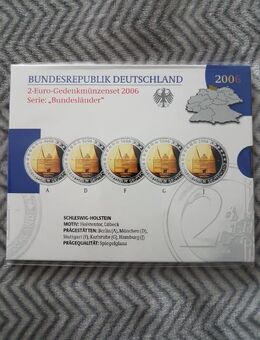 BUNDESREPUBLIK DEUTSCHLAND
2006
2-Euro-Gedenkmünzenset 2006
Serie: „Bundesländer"
A D F G
SCHLESWIG-HOLSTEIN
MOTIV: Holstentor, Lübeck
PRÄGESTÄTTEN: Berlin (A), München (D),
Stuttgart (F), Karlsruhe (G), Hamburg (J)
PRÄGEQUALITÄT: Spiegelglanz